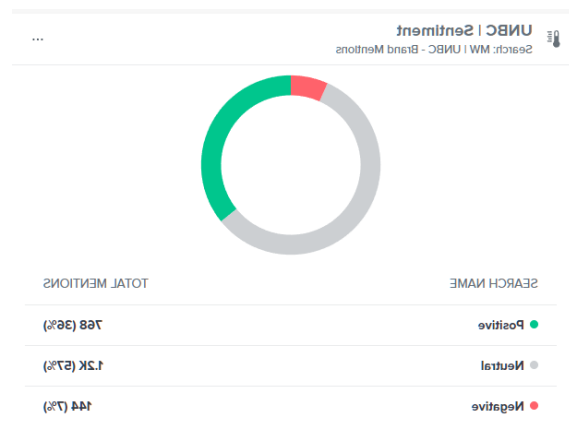 UNBC | Sentiment
Search: MW | UNBC - Brand Mentions
...
SEARCH NAME TOTAL MENTIONS
Positive 768 (36%)
Neutral 1.2K (57%)
Negative 144 (7%)